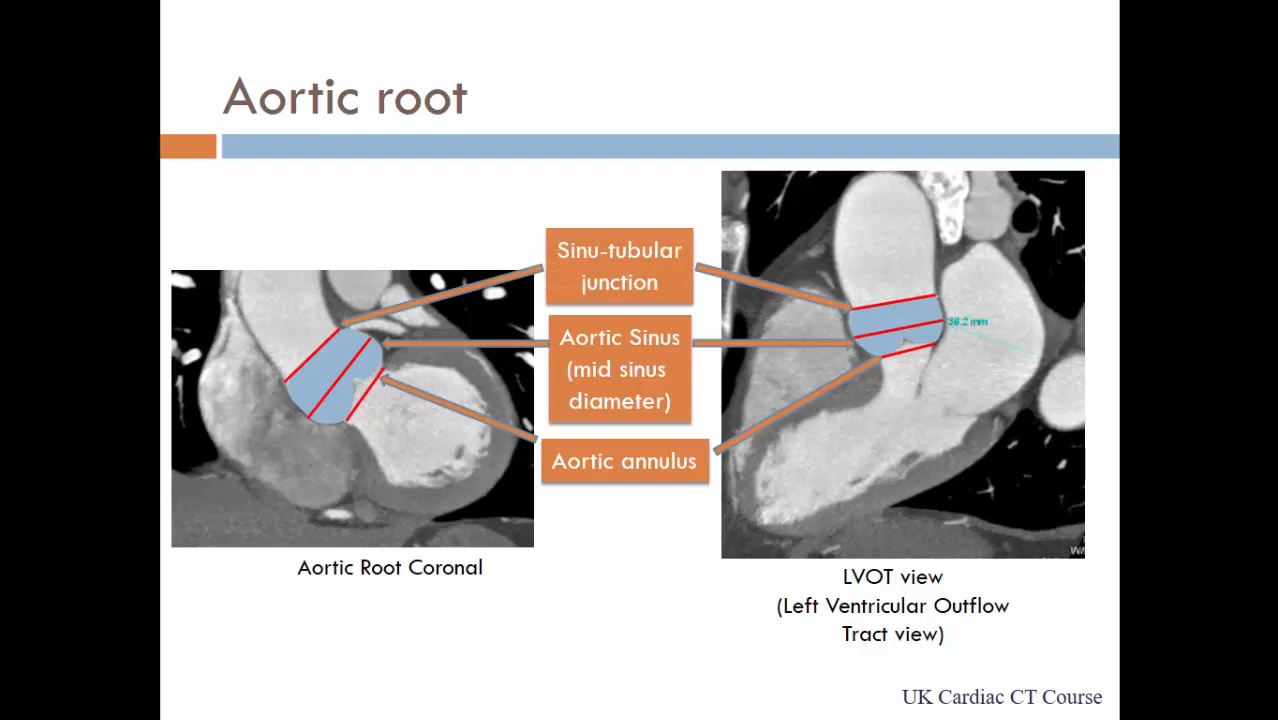 Aortic root
Sinu-tubular
junction
Aortic Sinus
(mid sinus
diameter)
Aortic annulus
Aortic Root Coronal
LVOT view
(Left Ventricular Outflow
Tract view)
UK Cardiac CT Course